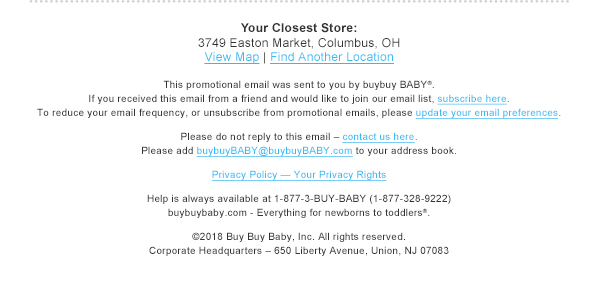 Your Closest Store:
3749 Easton Market, Columbus, OH
View Map | Find Another Location
This promotional email was sent to you by buybuy BABY®.
If you received this email from a friend and would like to join our email list, subscribe here.
To reduce your email frequency, or unsubscribe from promotional emails, please update your email preferences.
Please do not reply to this email – contact us here.
Please add buybuyBABY@buybuyBABY.com to your address book.
Privacy Policy — Your Privacy Rights
Help is always available at 1-877-3-BUY-BABY (1-877-328-9222)
buybuybaby.com - Everything for newborns to toddlers®.
©2018 Buy Buy Baby, Inc. All rights reserved.
Corporate Headquarters – 650 Liberty Avenue, Union, NJ 07083